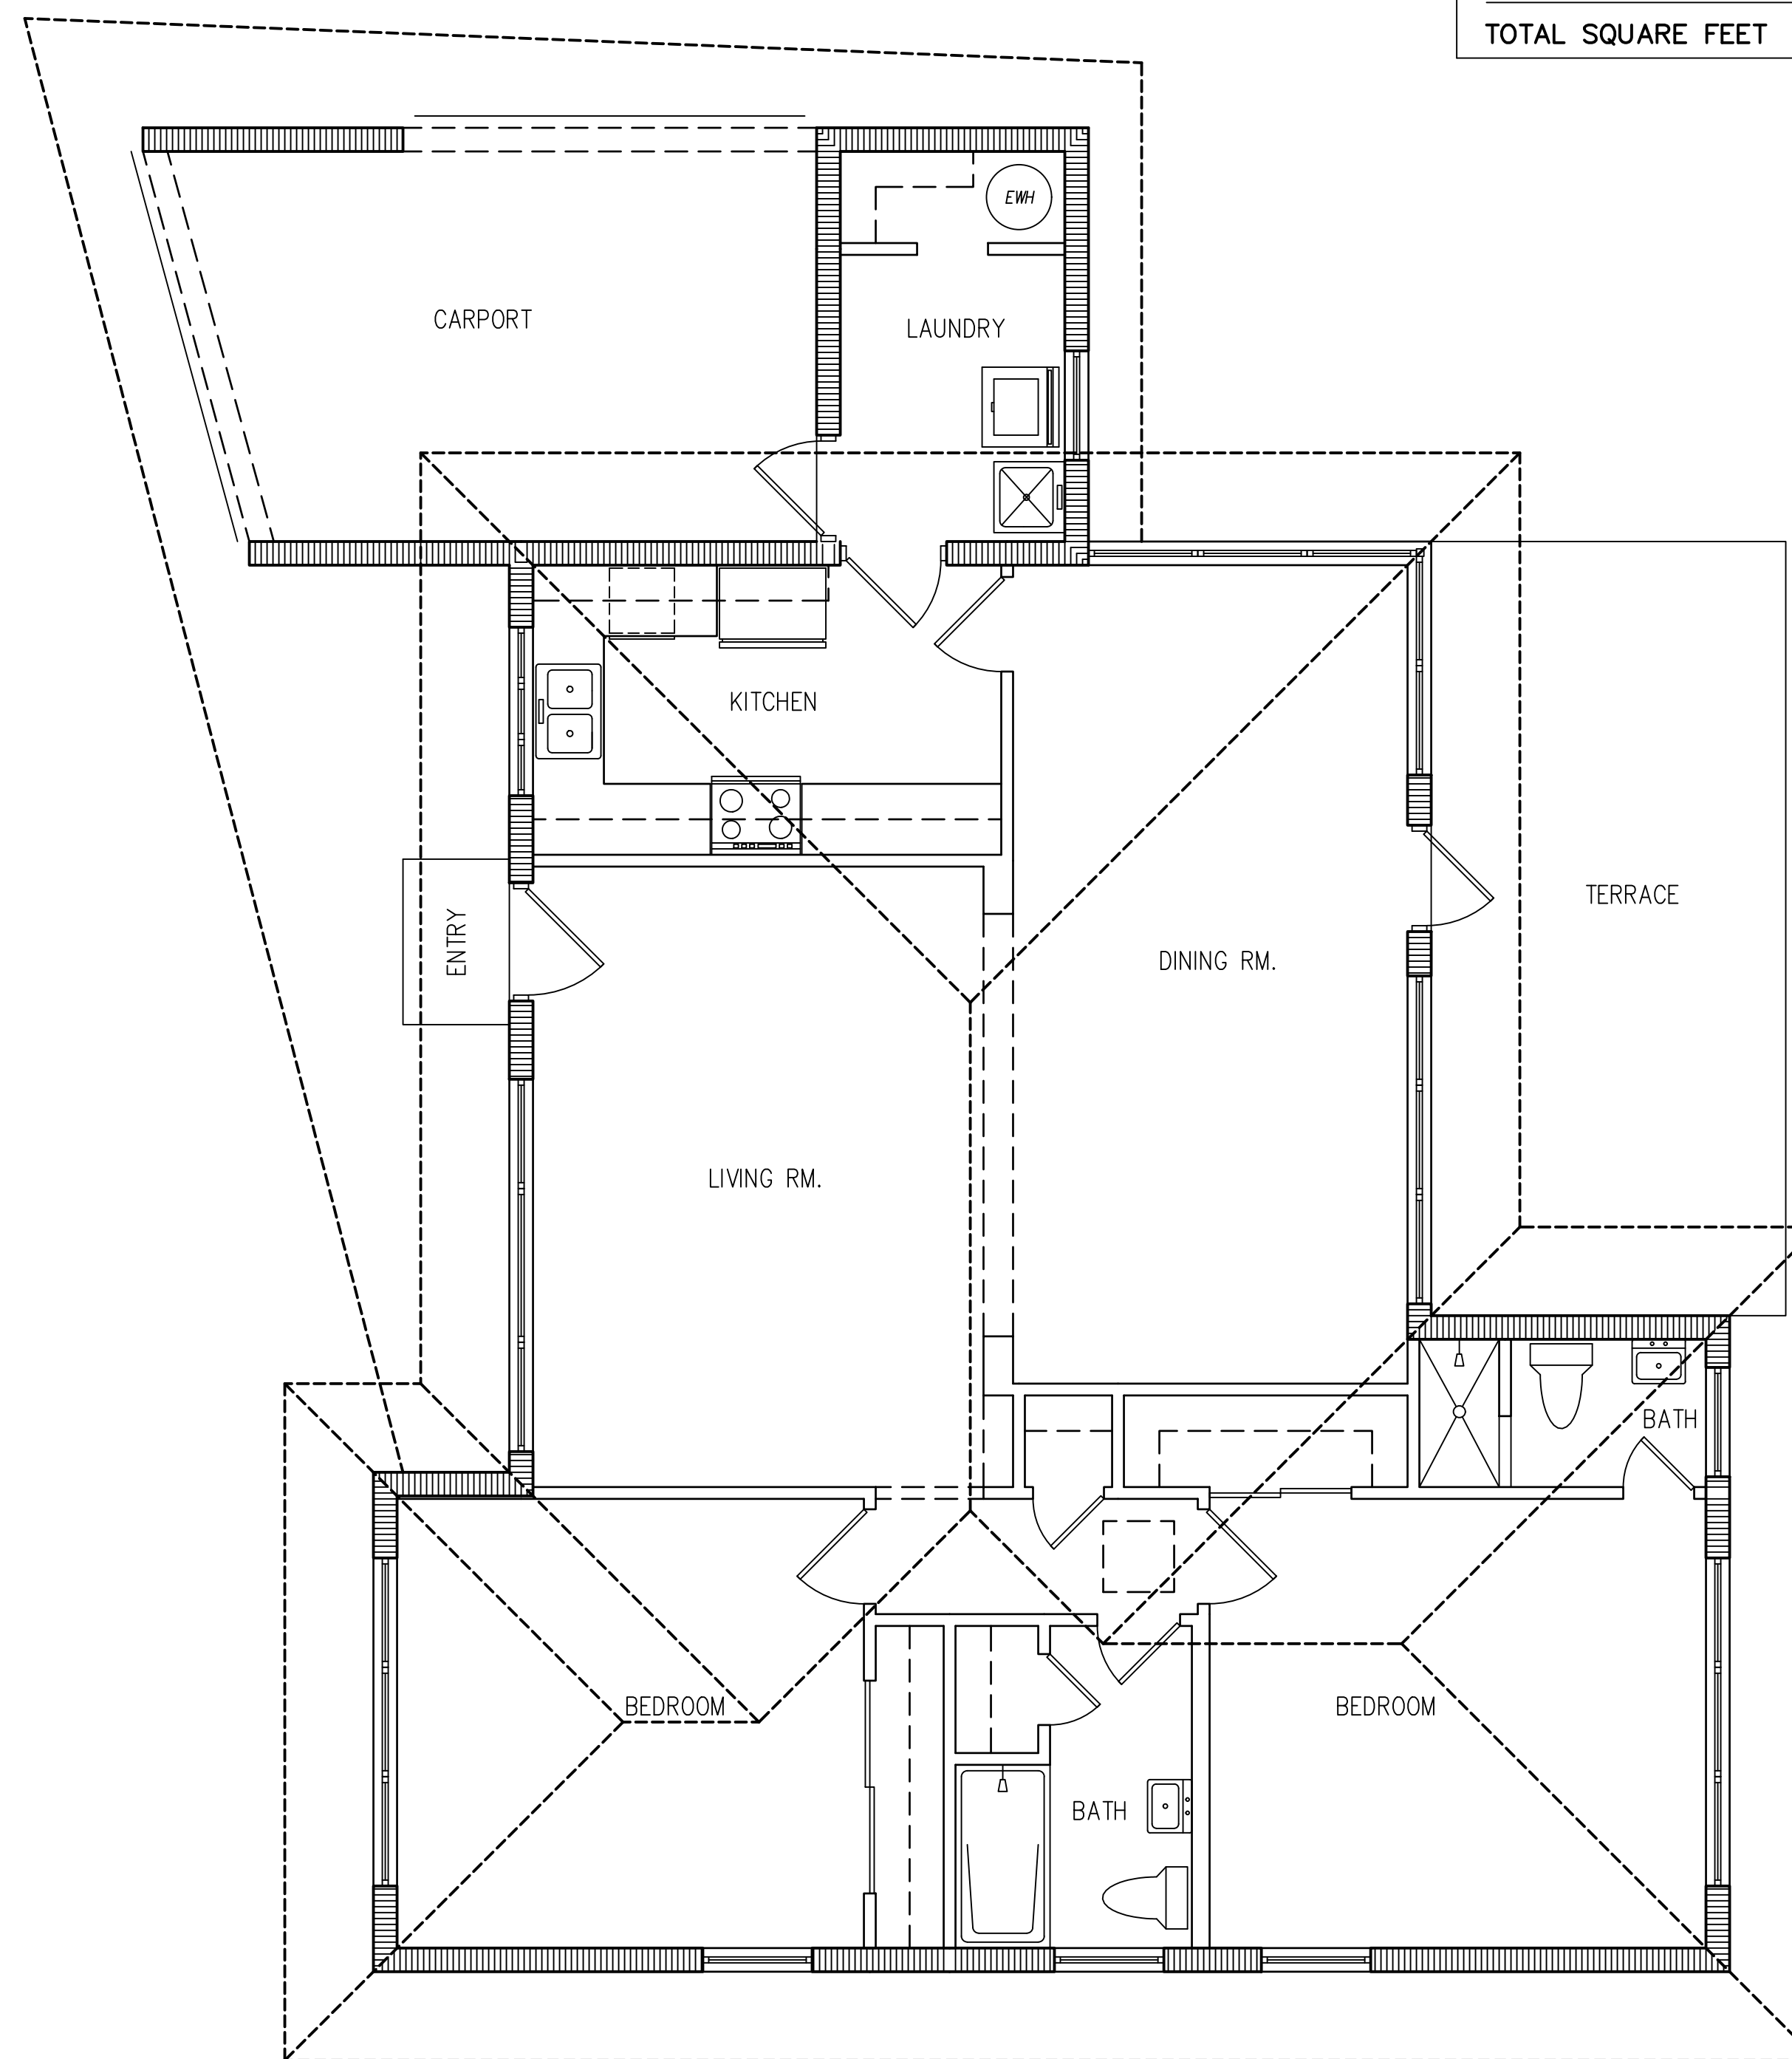 TOTAL SQUARE FEET
EWH
CARPORT
LAUNDRY
KITCHEN
TERRACE
ENTRY
DINING RM.
LIVING RM.
BATH
BEDROOM
BEDROOM
BATH